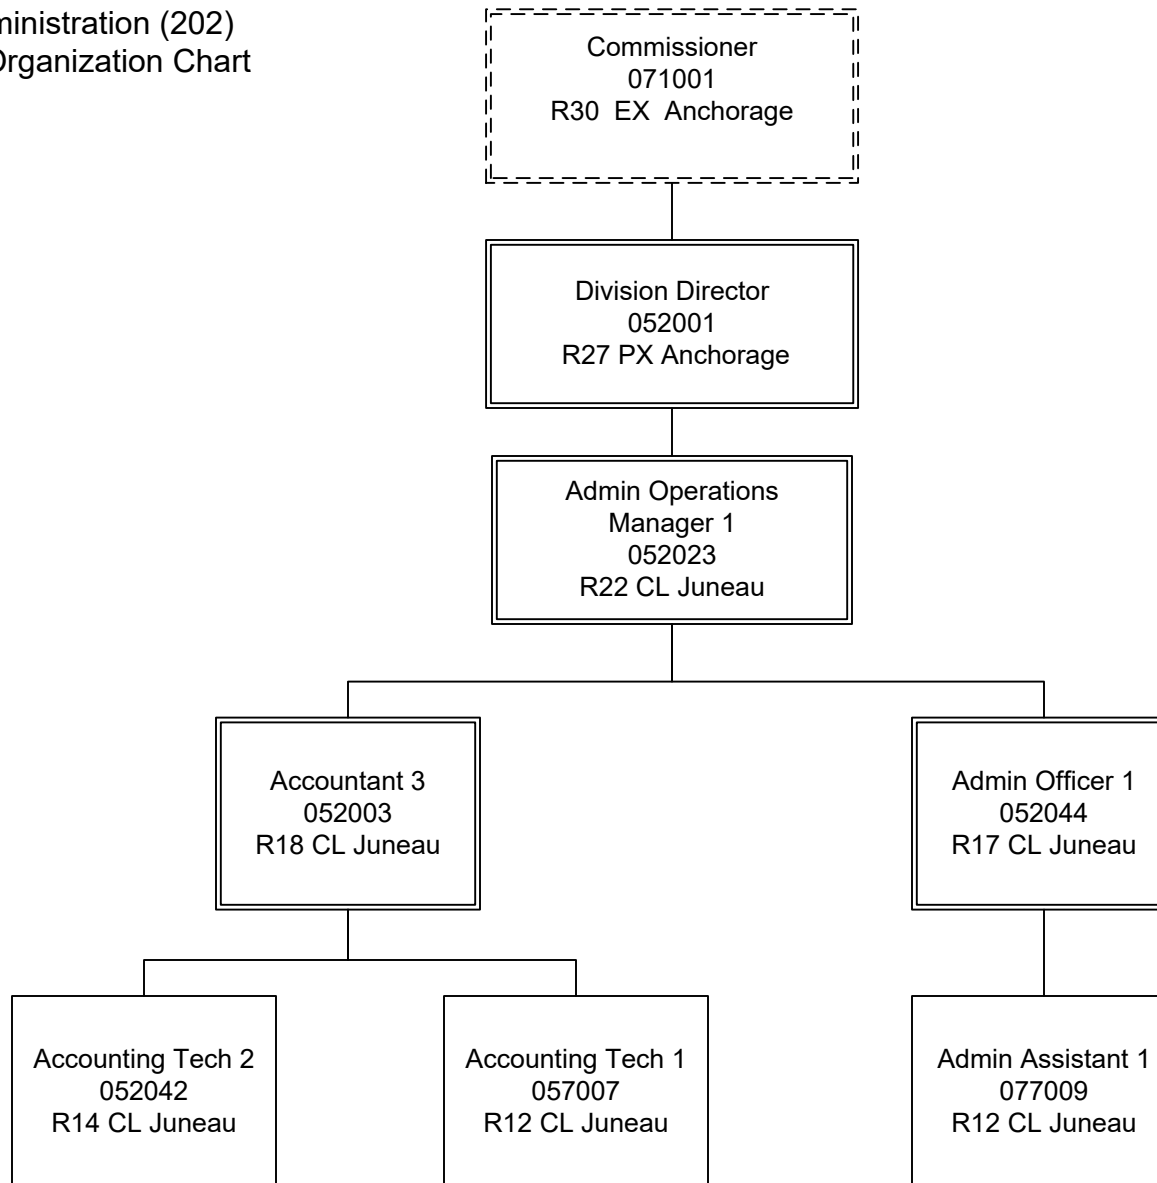 ministration (202)
Organization Chart
Commissioner
071001
R30 EX Anchorage
Division Director
052001
R27 PX Anchorage
Admin Operations
Manager 1
052023
R22 CL Juneau
Accountant 3
052003
R18 CL Juneau
Admin Officer 1
052044
R17 CL Juneau
Accounting Tech 2
052042
R14 CL Juneau
Accounting Tech 1
057007
R12 CL Juneau
Admin Assistant 1
077009
R12 CL Juneau